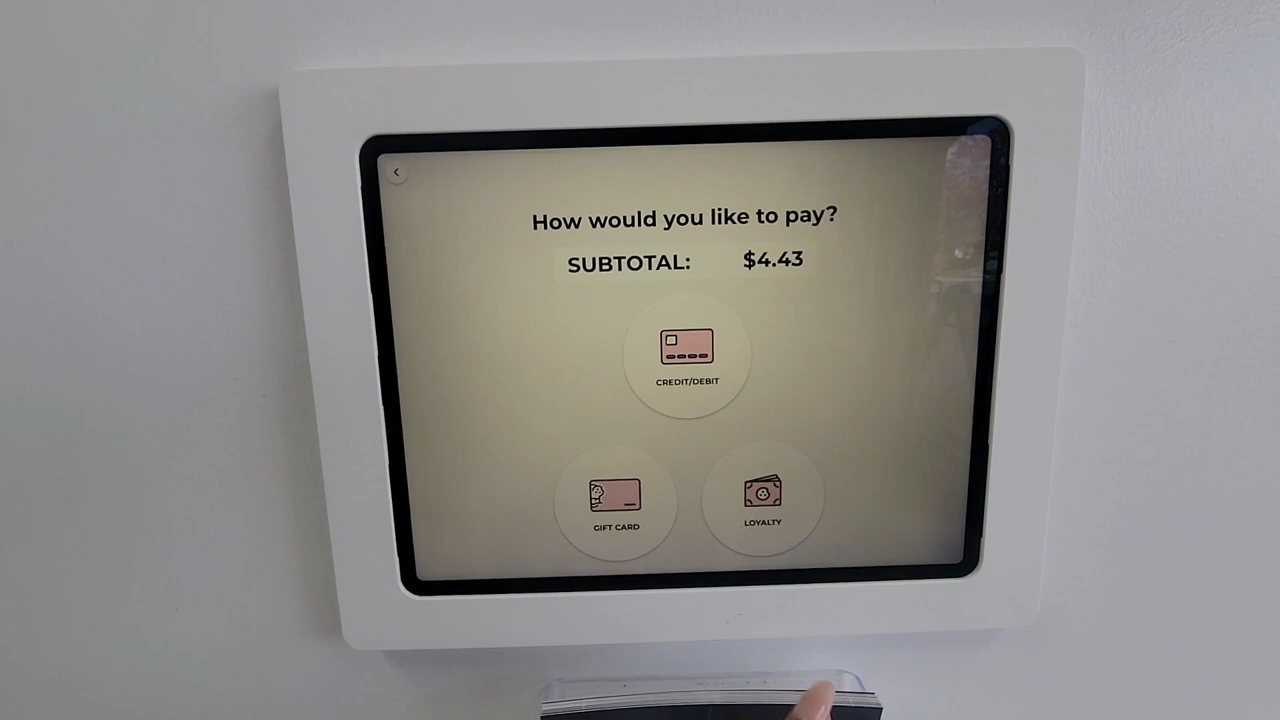 How would you like to pay?
SUBTOTAL: $4.43
CREDIT/DEBIT
GIFT CARD
LOYALTY